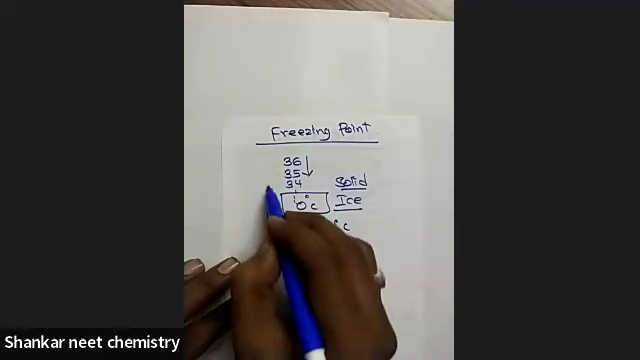 Freezing Point
36
35
34 Solid
0°c Ice
°c
Shankar neet chemistry